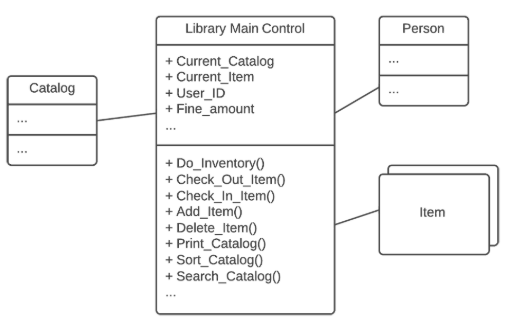 Catalog
...
...
Library Main Control
+ Current_Catalog
+ Current_Item
+ User_ID
+ Fine_amount
...
+ Do_Inventory()
+ Check_Out_Item()
+ Check_In_Item()
+ Add_Item()
+ Delete_Item()
+ Print_Catalog()
+ Sort_Catalog()
+ Search_Catalog()
...
Person
...
...
Item